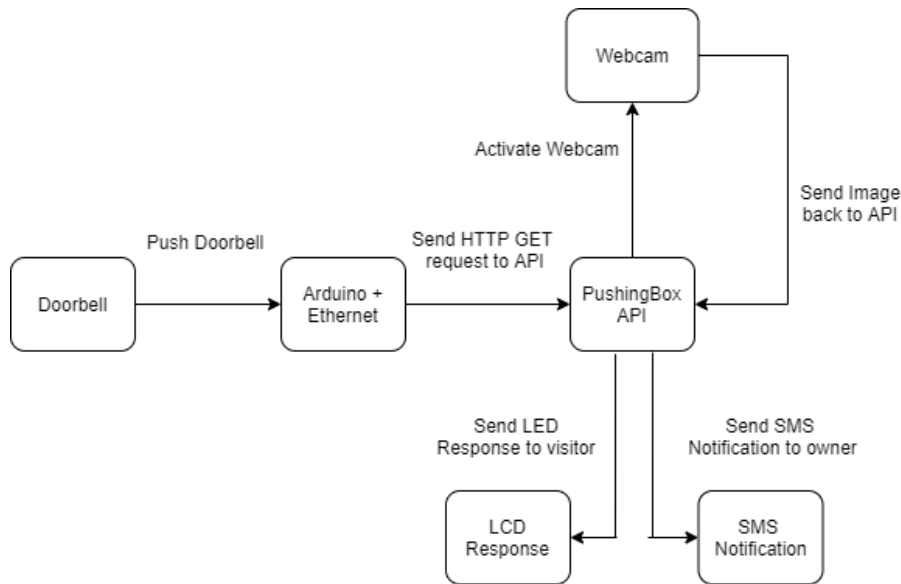 Webcam
Activate Webcam
Send Image
back to API
Push Doorbell
Send HTTP GET
request to API
Doorbell
Arduino +
Ethernet
PushingBox
API
Send LED
Response to visitor
Send SMS
Notification to owner
LCD
Response
SMS
Notification